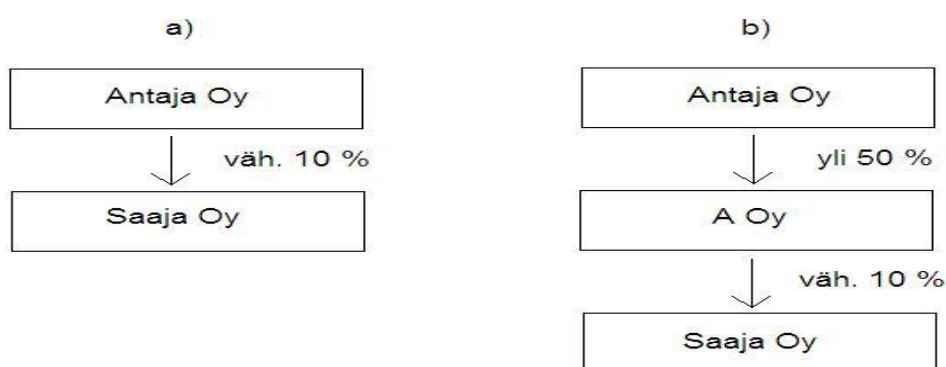 a)
Antaja Oy
väh. 10 %
Saaja Oy
b)
Antaja Oy
yli 50 %
A Oy
väh. 10 %
Saaja Oy